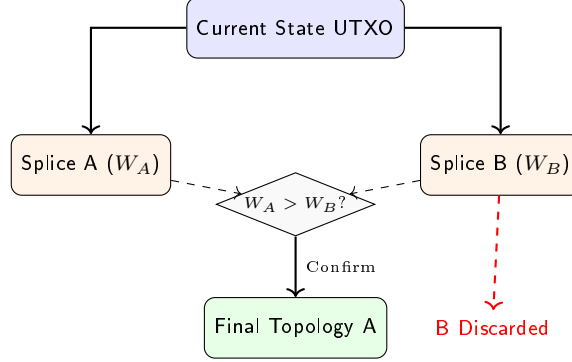 Current State UTXO
Splice A (W_A)
Splice B (W_B)
W_A > W_B?
Confirm
Final Topology A
B Discarded